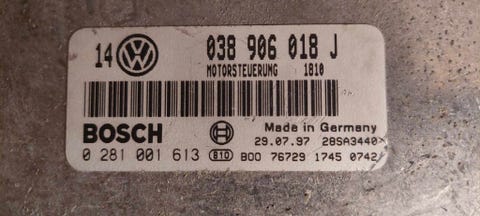 14 VW 038 906 018 J
MOTORSTEUERUNG 1810
BOSCH Made in Germany
29.07.97 28SA3440
0 281 001 613 810 B00 76729 1745 0742